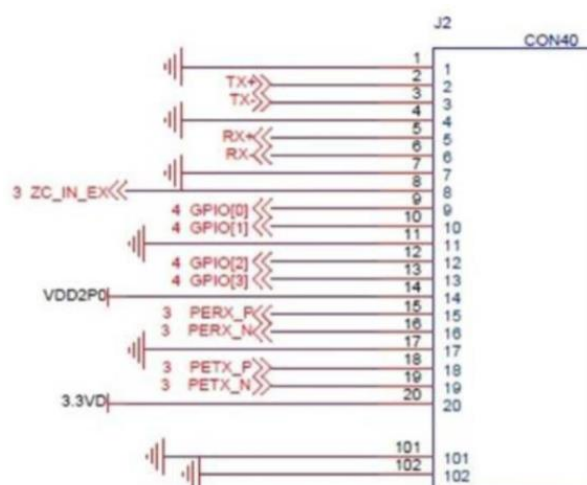 J2
CON40
1 1
TX+ 2 2
TX- 3 3
4 4
RX+ 5 5
RX- 6 6
7 7
3 ZC_IN_EX 8 8
4 GPIO[0] 9 9
4 GPIO[1] 10 10
11 11
4 GPIO[2] 12 12
4 GPIO[3] 13 13
VDD2P0 14 14
3 PERX_P 15 15
3 PERX_N 16 16
17 17
3 PETX_P 18 18
3 PETX_N 19 19
3.3VD 20 20
101 101
102 102